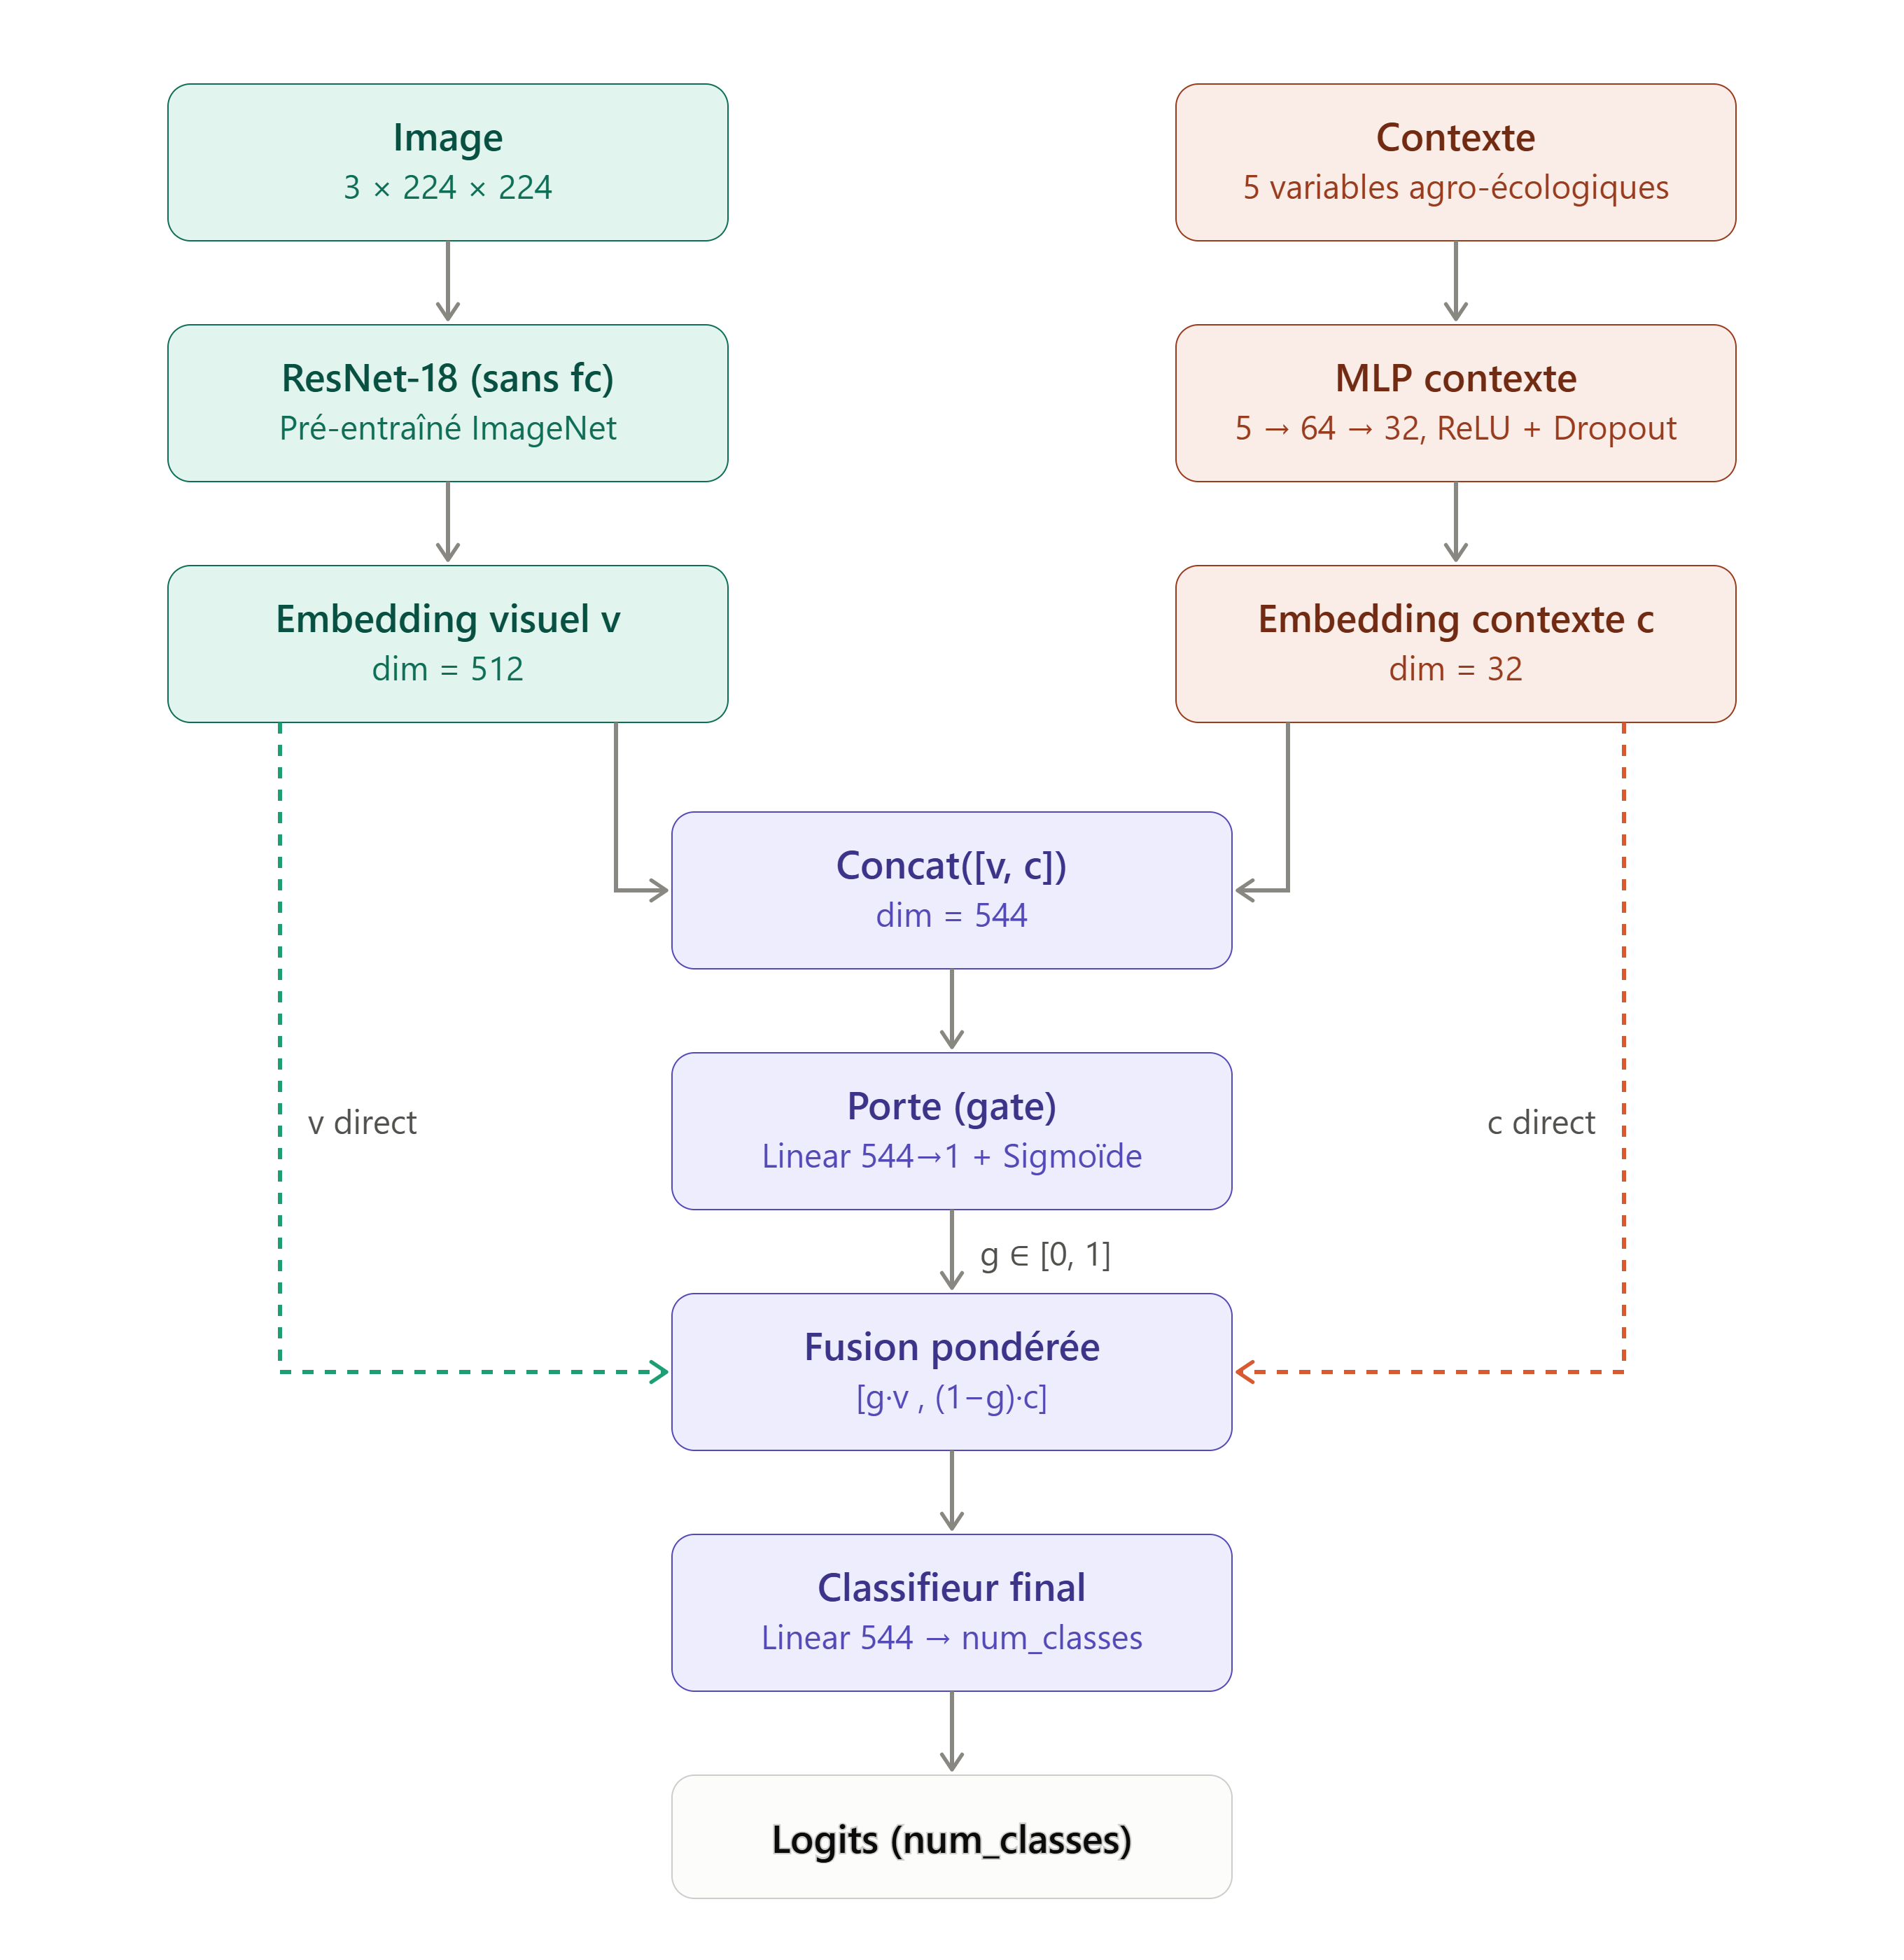 Image
3 × 224 × 224
Contexte
5 variables agro-écologiques
ResNet-18 (sans fc)
Pré-entraîné ImageNet
MLP contexte
5 → 64 → 32, ReLU + Dropout
Embedding visuel v
dim = 512
Embedding contexte c
dim = 32
Concat([v, c])
dim = 544
Porte (gate)
Linear 544→1 + Sigmoïde
v direct
c direct
g ∈ [0, 1]
Fusion pondérée
[g·v , (1−g)·c]
Classifieur final
Linear 544 → num_classes
Logits (num_classes)